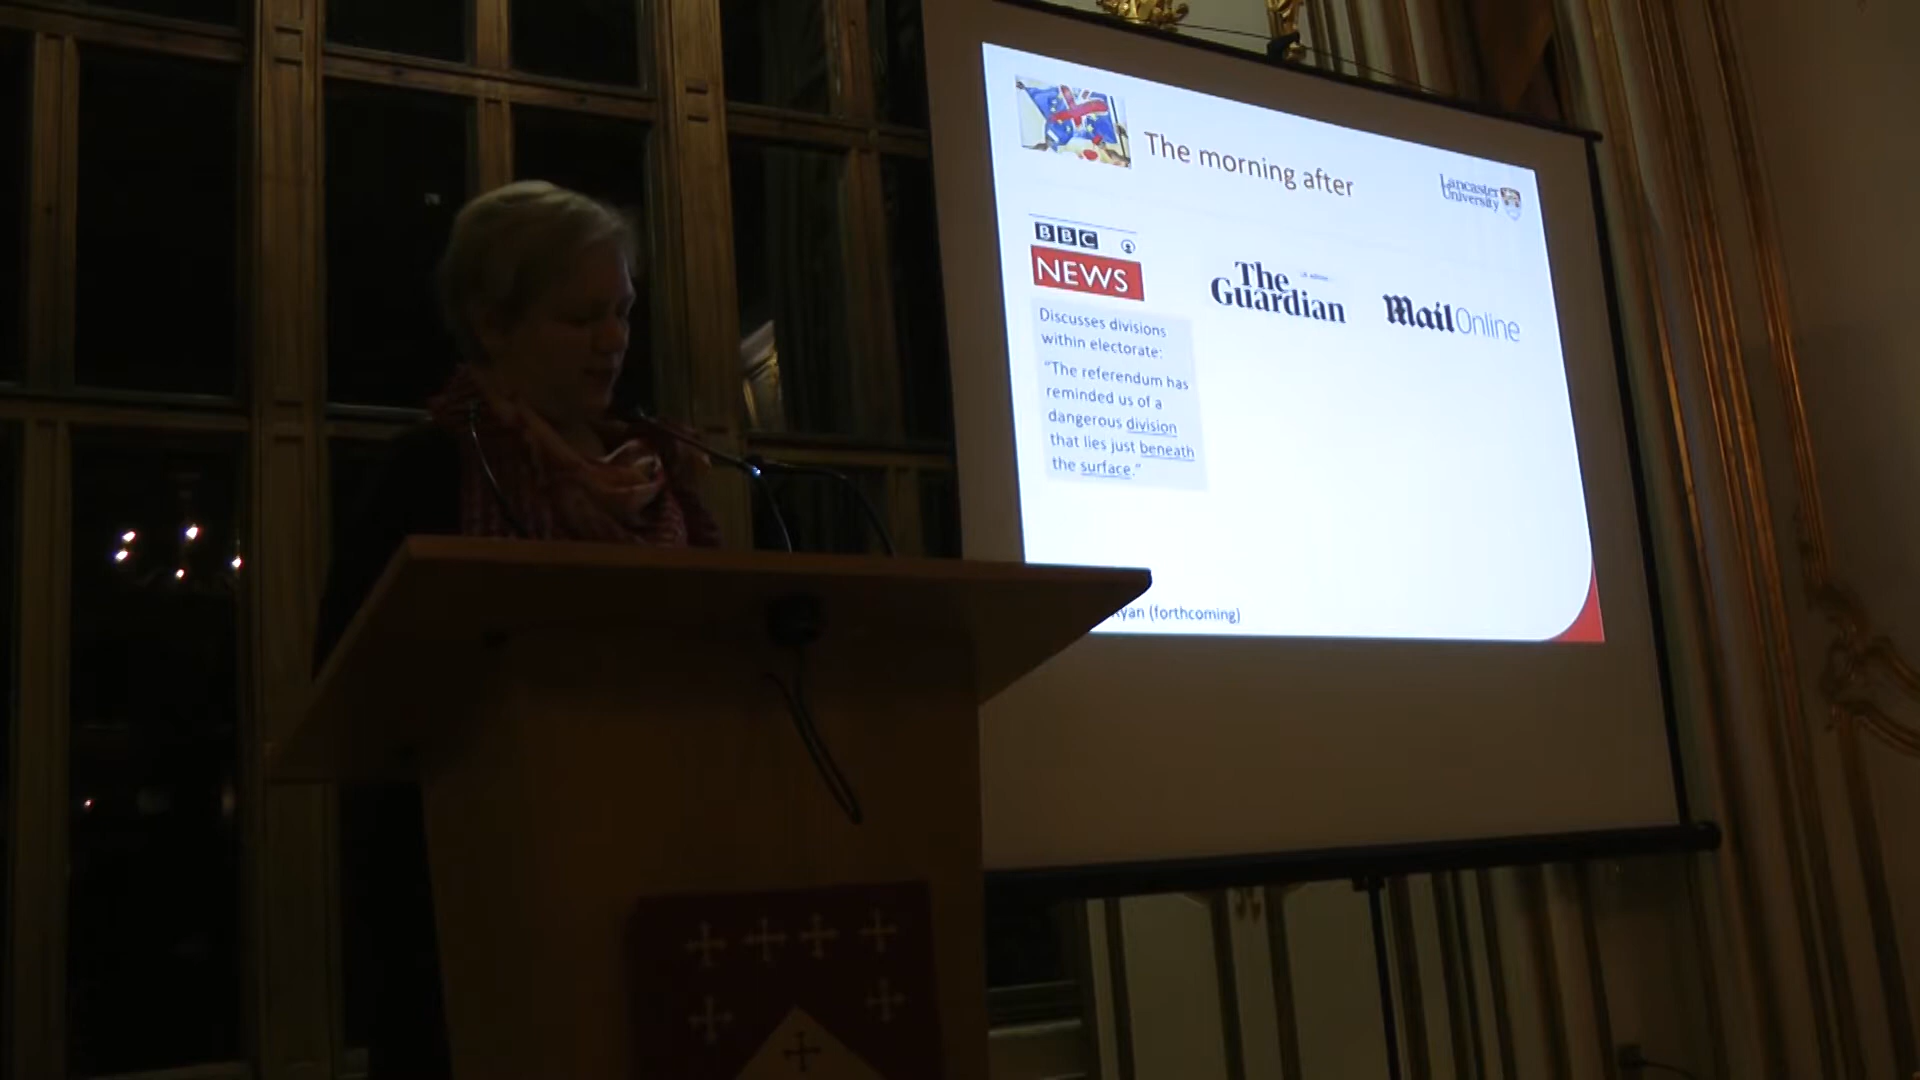 The morning after
Lancaster
University
BBC
NEWS
The
Guardian
MailOnline
Discusses divisions
within electorate:
“The referendum has
reminded us of a
dangerous division
that lies just beneath
the surface.”
Ryan (forthcoming)